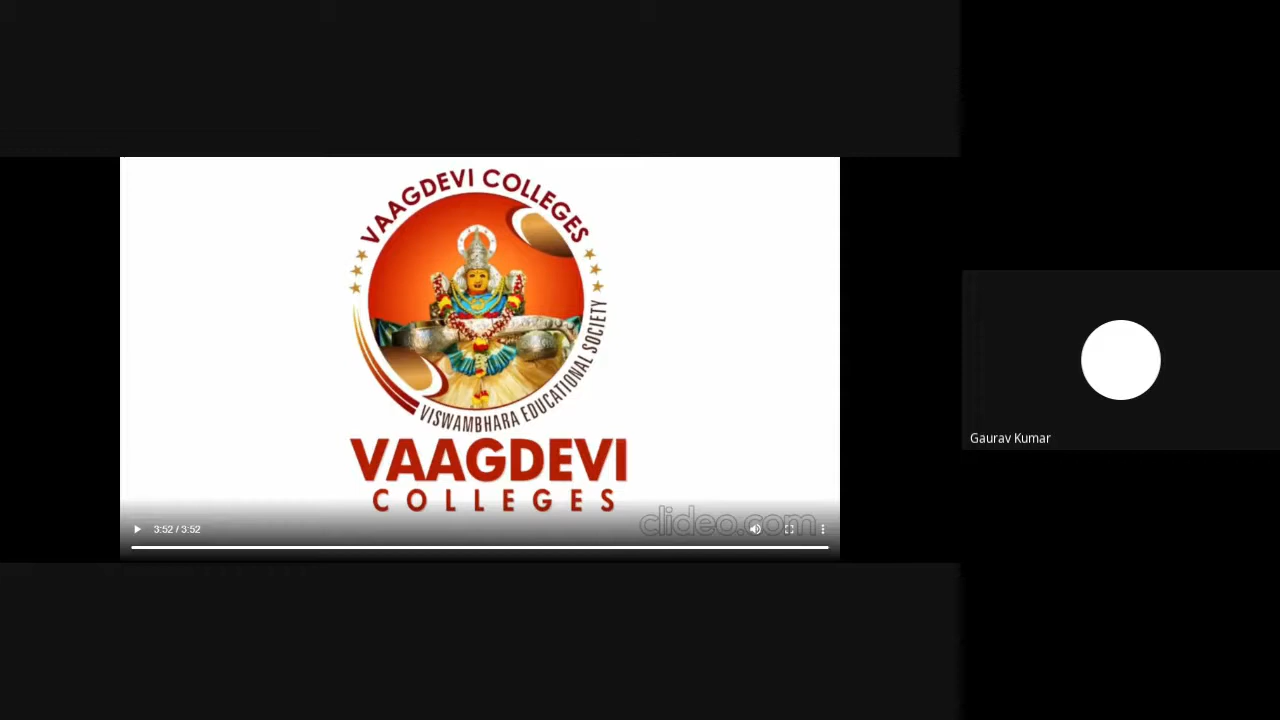 VAAGDEVI COLLEGES
VISWAMBHARA EDUCATIONAL SOCIETY
VAAGDEVI
COLLEGES
clideo.com
3:52 / 3:52
Gaurav Kumar